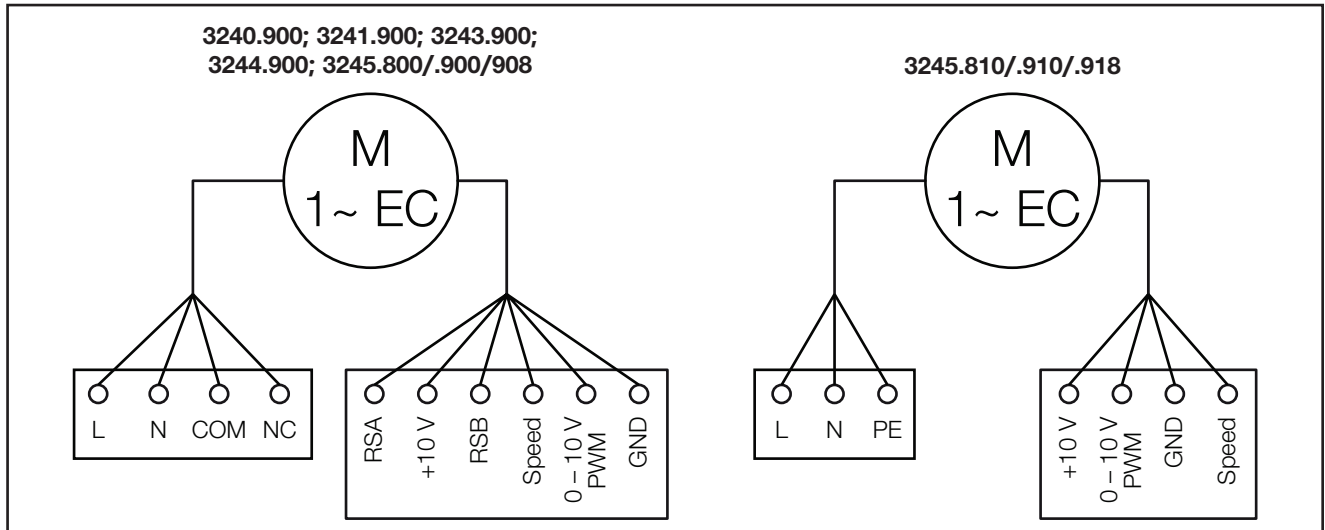 3240.900; 3241.900; 3243.900;
3244.900; 3245.800/.900/908
M
1~ EC
L N COM NC
RSA
+10 V
RSB
Speed
0 – 10 V
PWM
GND
3245.810/.910/.918
M
1~ EC
L N PE
+10 V
0 – 10 V
PWM
GND
Speed